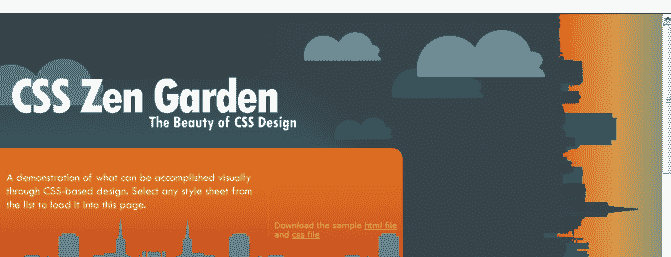 CSS Zen Garden
The Beauty of CSS Design
A demonstration of what can be accomplished visually
through CSS-based design. Select any style sheet from
the list to load it into this page.
Download the sample html file
and css file